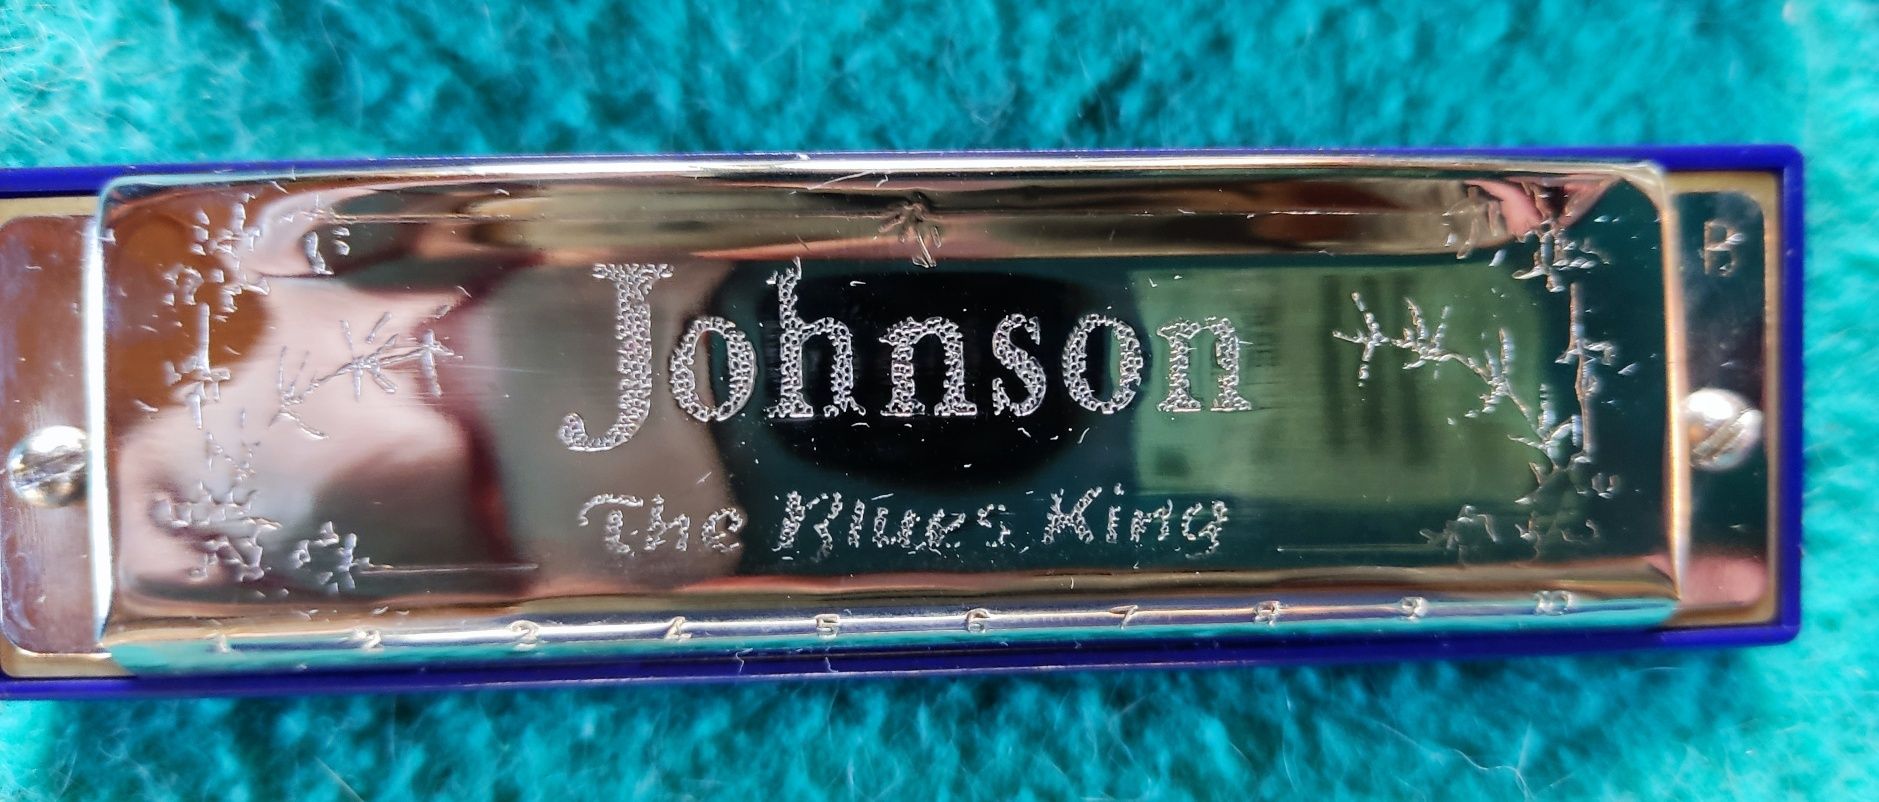 Johnson
B
The Blues King
1 2 3 4 5 6 7 8 9 10